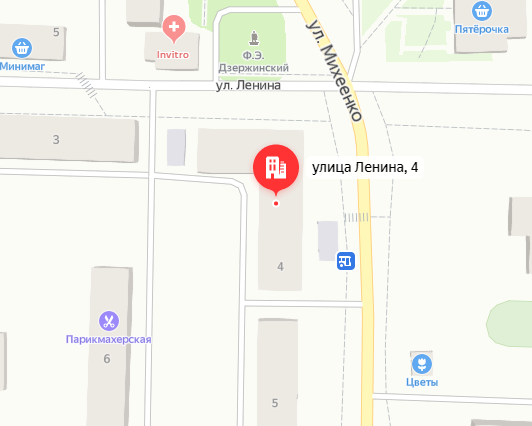 5
Invitro
Минимаг
Ф.Э.
Дзержинский
ул. Михеенко
Пятёрочка
ул. Ленина
3
улица Ленина, 4
4
Парикмахерская
6
Цветы
5